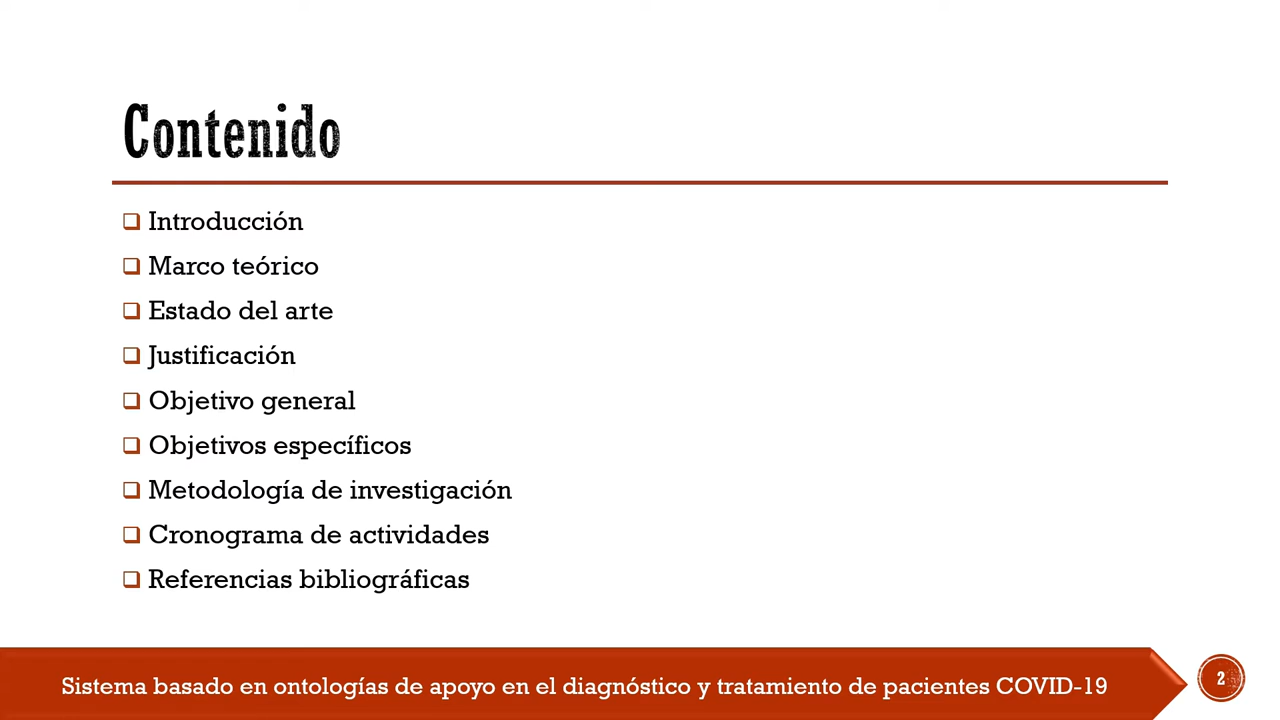 Contenido
Introducción
Marco teórico
Estado del arte
Justificación
Objetivo general
Objetivos específicos
Metodología de investigación
Cronograma de actividades
Referencias bibliográficas
Sistema basado en ontologías de apoyo en el diagnóstico y tratamiento de pacientes COVID-19
2